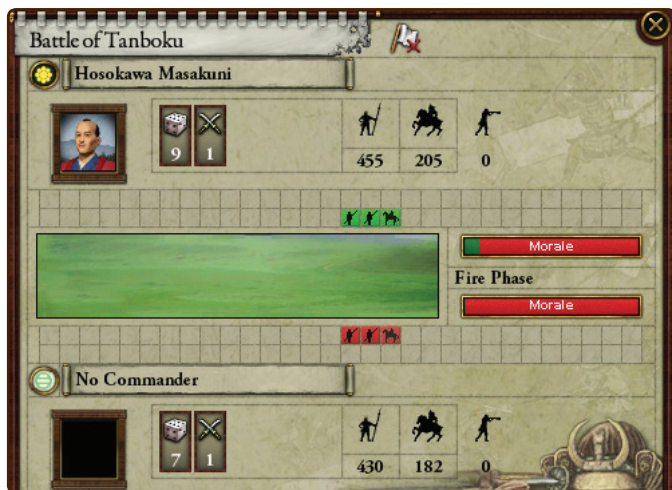 Battle of Tanboku
Hosokawa Masakuni
9 1
455 205 0
Morale
Fire Phase
Morale
No Commander
7 1
430 182 0